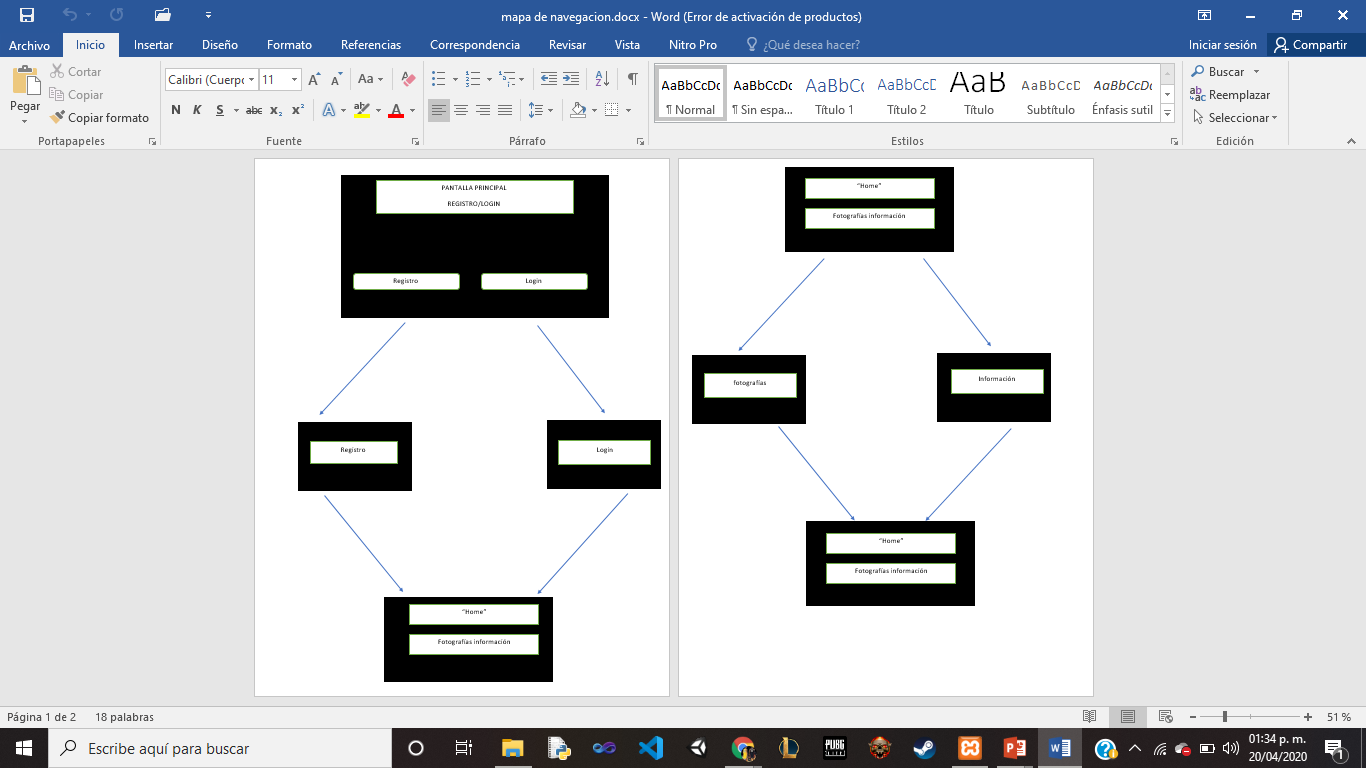 mapa de navegacion.docx - Word (Error de activación de productos)
Archivo Inicio Insertar Diseño Formato Referencias Correspondencia Revisar Vista Nitro Pro ¿Qué desea hacer? Iniciar sesión Compartir
Pegar
Cortar
Copiar
Copiar formato
Portapapeles
Calibri (Cuerpo 11
Aa
N K S abc x₂ x²
Fuente
Párrafo
AaBbCcDc AaBbCcDc AaBbCc AaBbCcD AaB AaBbCcD AaBbCcDc
¶ Normal ¶ Sin espa... Título 1 Título 2 Título Subtítulo Énfasis sutil
Estilos
Buscar
Reemplazar
Seleccionar
Edición
PANTALLA PRINCIPAL
REGISTRO/LOGIN
Registro Login
Registro Login
“Home”
Fotografías información
“Home”
Fotografías información
fotografías Información
“Home”
Fotografías información
Página 1 de 2 18 palabras 51 %
Escribe aquí para buscar
01:34 p. m.
20/04/2020